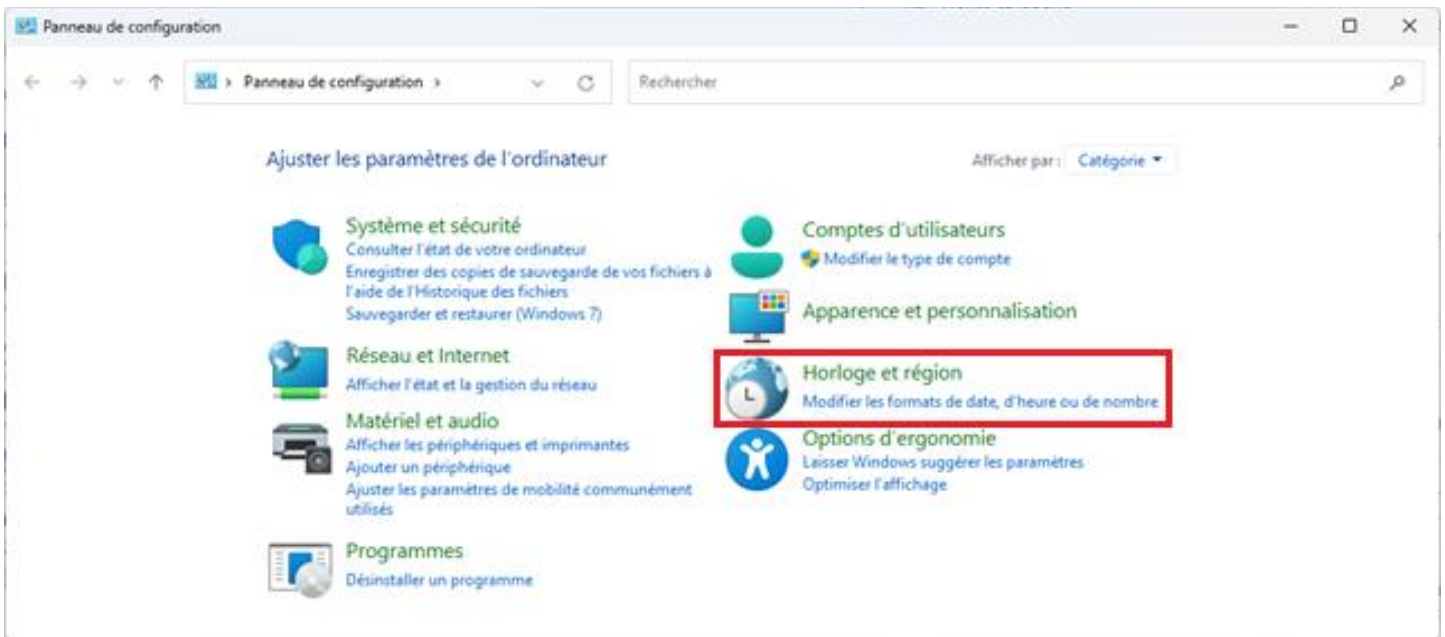 Panneau de configuration
Panneau de configuration
Rechercher
Ajuster les paramètres de l'ordinateur
Afficher par :
Catégorie
Système et sécurité
Consulter l'état de votre ordinateur
Enregistrer des copies de sauvegarde de vos fichiers à
l'aide de l'Historique des fichiers
Sauvegarder et restaurer (Windows 7)
Réseau et Internet
Afficher l'état et la gestion du réseau
Matériel et audio
Afficher les périphériques et imprimantes
Ajouter un périphérique
Ajuster les paramètres de mobilité communément
utilisés
Programmes
Désinstaller un programme
Comptes d'utilisateurs
Modifier le type de compte
Apparence et personnalisation
Horloge et région
Modifier les formats de date, d'heure ou de nombre
Options d'ergonomie
Laisser Windows suggérer les paramètres
Optimiser l'affichage